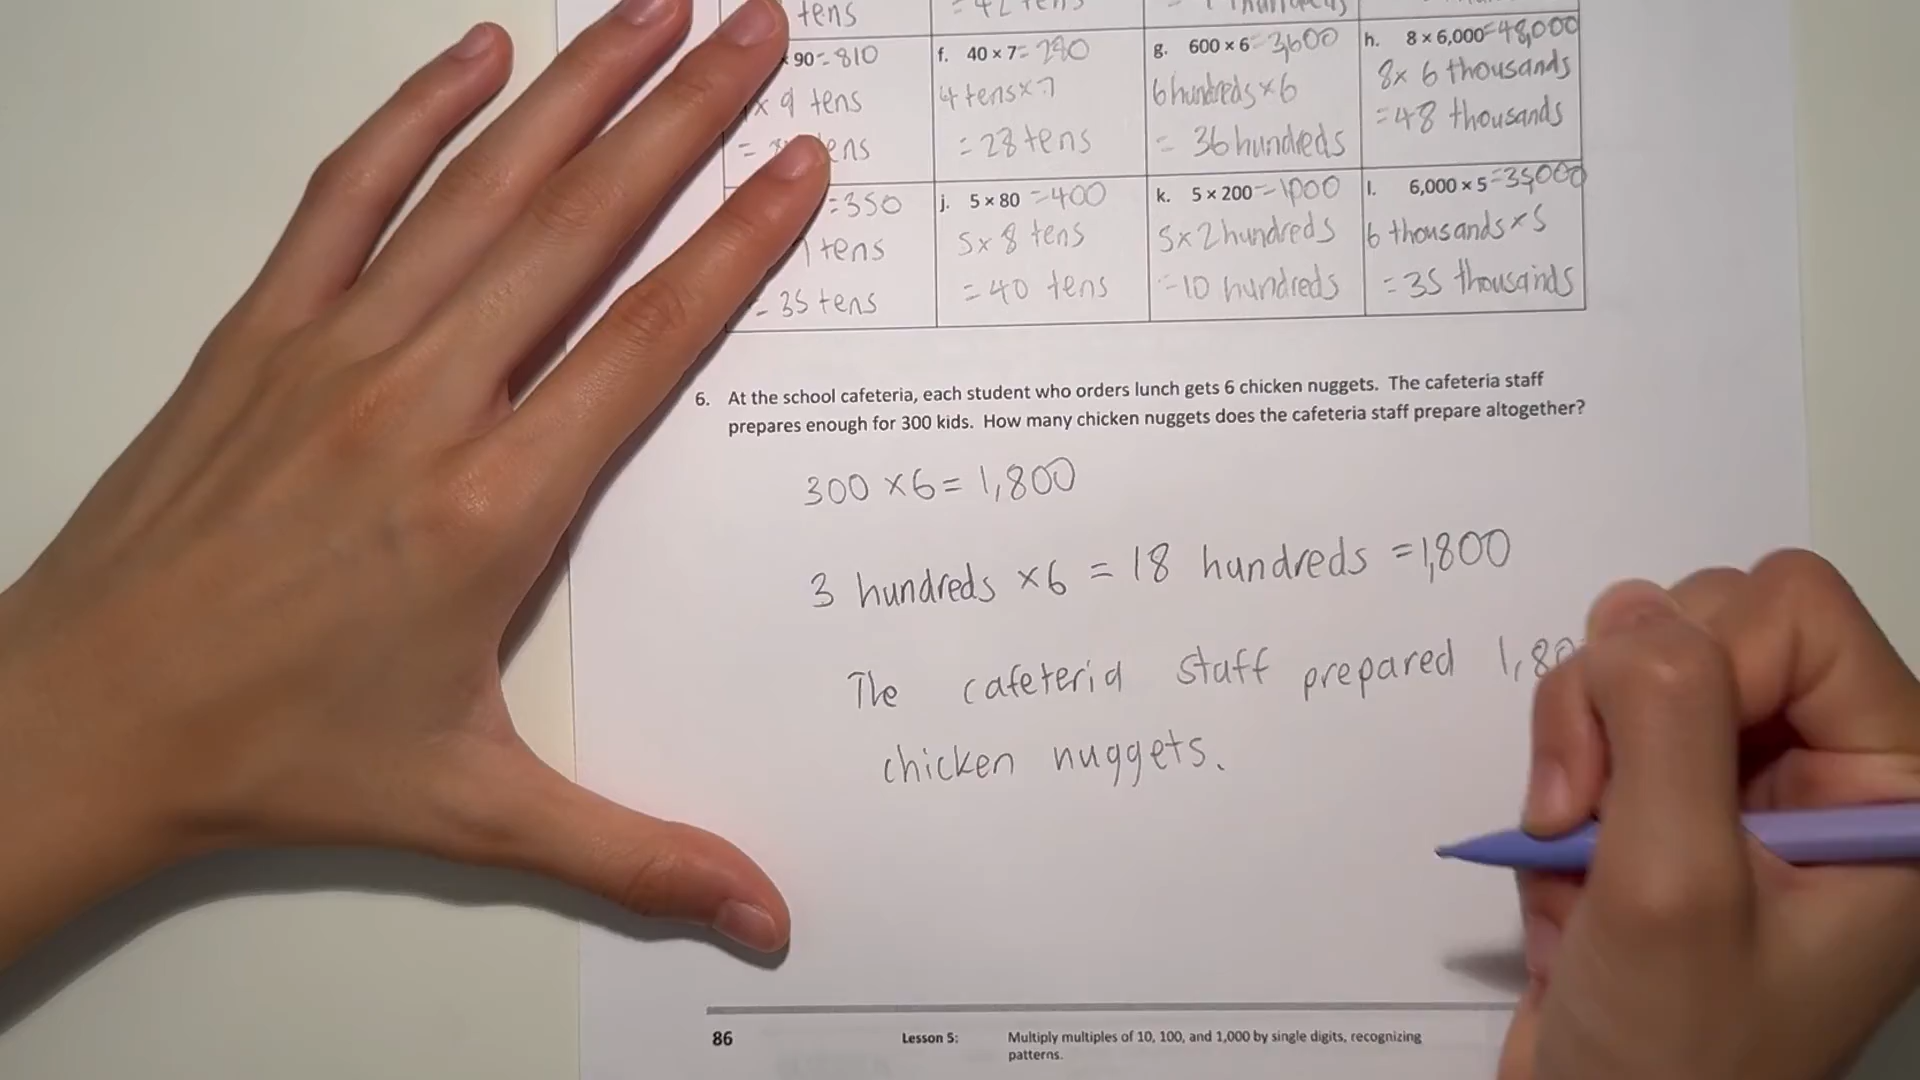 tens
90=810
f. 40 × 7=280
g. 600 × 6=3,600
h. 8 × 6,000=48,000
x 9 tens
4 tens×7
6 hundreds×6
8x 6 thousands
= tens
=28 tens
= 36 hundreds
=48 thousands
=350
j. 5 × 80 =400
k. 5 × 200=1,000
l. 6,000 × 5=35,000
tens
5x 8 tens
5x 2 hundreds
6 thousands×5
= 35 tens
= 40 tens
=10 hundreds
= 35 thousands
6. At the school cafeteria, each student who orders lunch gets 6 chicken nuggets. The cafeteria staff
prepares enough for 300 kids. How many chicken nuggets does the cafeteria staff prepare altogether?
300 ×6= 1,800
3 hundreds ×6 = 18 hundreds =1,800
The cafeteria staff prepared 1,80
chicken nuggets.
86 Lesson 5: Multiply multiples of 10, 100, and 1,000 by single digits, recognizing
patterns.